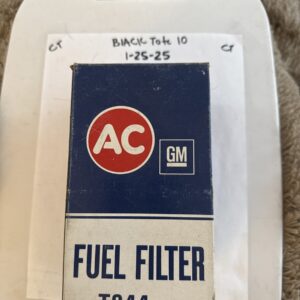 CT BLACK Tote 10 CT
1-25-25
AC
GM
FUEL FILTER